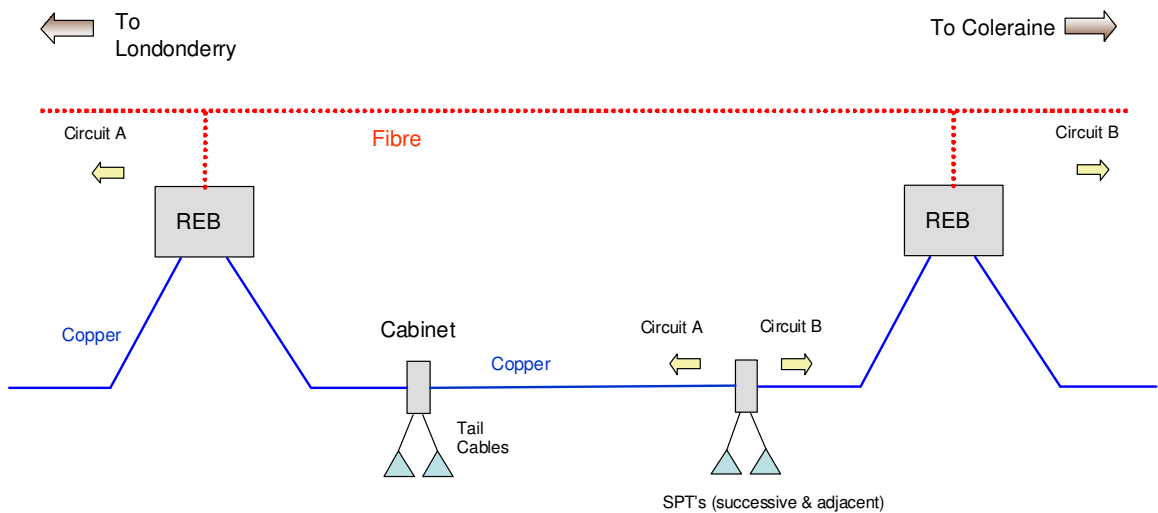 To
Londonderry
To Coleraine
Circuit A
Fibre
Circuit B
REB
REB
Copper
Cabinet
Circuit A
Circuit B
Copper
Tail
Cables
SPT's (successive & adjacent)